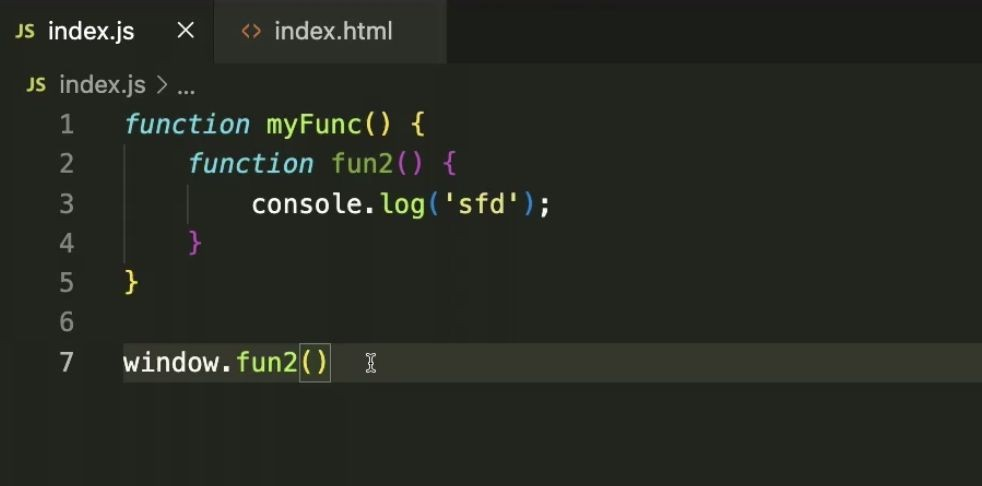 JS index.js × <> index.html
JS index.js > ...
1 function myFunc() {
2     function fun2() {
3         console.log('sfd');
4     }
5 }
6
7 window.fun2()